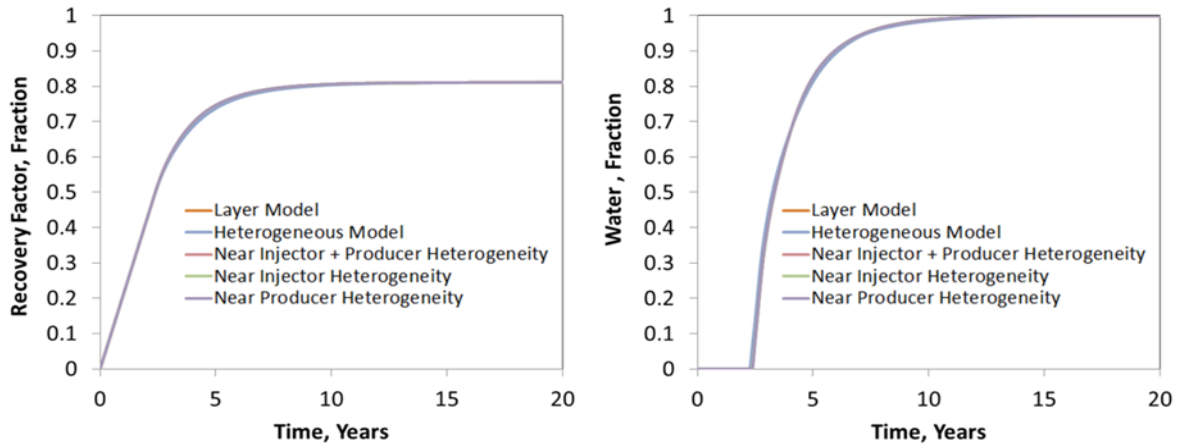 Recovery Factor, Fraction
1
0.9
0.8
0.7
0.6
0.5
0.4
0.3
0.2
0.1
0
Layer Model
Heterogeneous Model
Near Injector + Producer Heterogeneity
Near Injector Heterogeneity
Near Producer Heterogeneity
0 5 10 15 20
Time, Years
Water , Fraction
1
0.9
0.8
0.7
0.6
0.5
0.4
0.3
0.2
0.1
0
Layer Model
Heterogeneous Model
Near Injector + Producer Heterogeneity
Near Injector Heterogeneity
Near Producer Heterogeneity
0 5 10 15 20
Time, Years